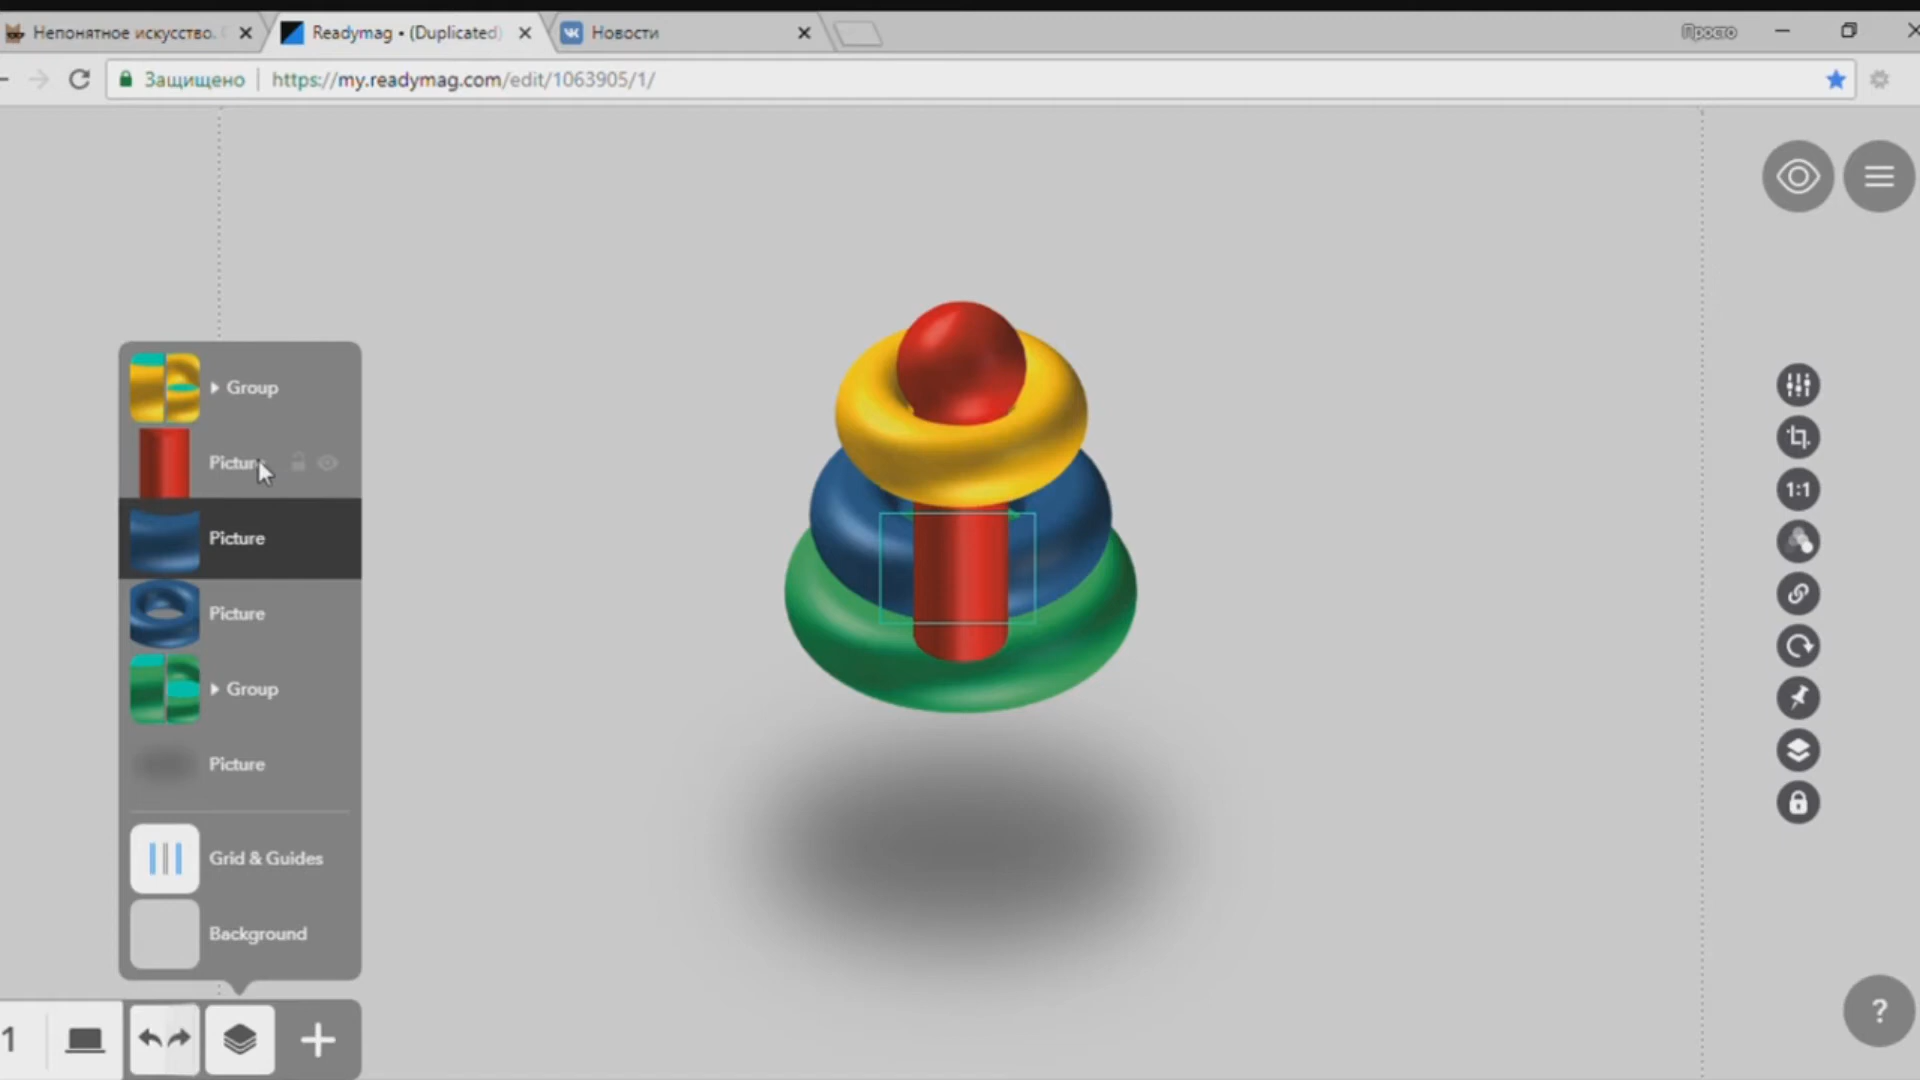 Непонятное искусство.
Readymag • (Duplicated)
Новости
Просто
Защищено
https://my.readymag.com/edit/1063905/1/
Group
Picture
Picture
Picture
Group
Picture
Grid & Guides
Background
1
1:1
?